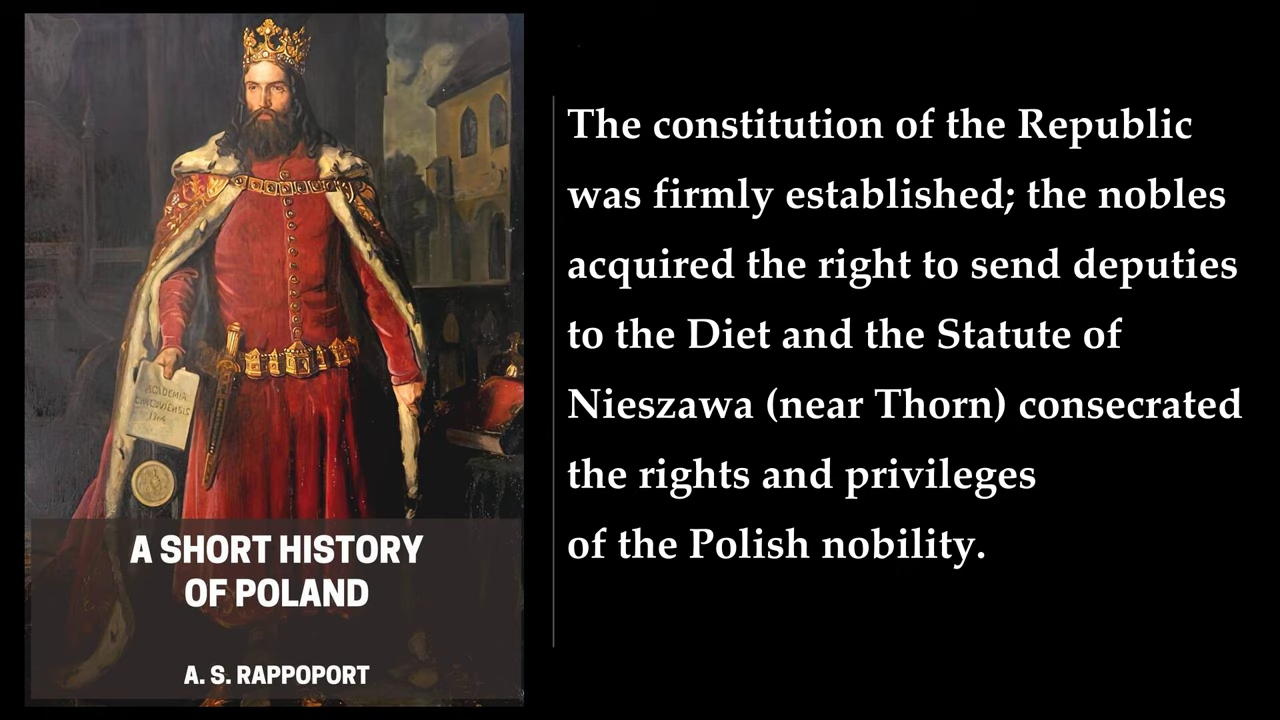 ACADEMIA
A SHORT HISTORY
OF POLAND
A. S. RAPPOPORT
The constitution of the Republic
was firmly established; the nobles
acquired the right to send deputies
to the Diet and the Statute of
Nieszawa (near Thorn) consecrated
the rights and privileges
of the Polish nobility.